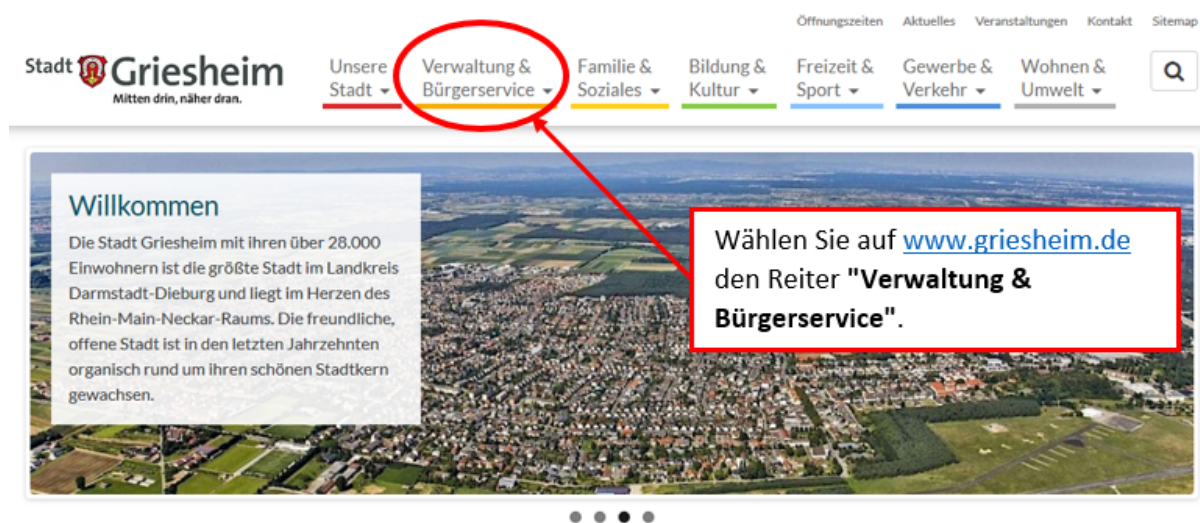 Öffnungszeiten Aktuelles Veranstaltungen Kontakt Sitemap
Stadt Griesheim
Mitten drin, näher dran.
Unsere
Stadt
Verwaltung &
Bürgerservice
Familie &
Soziales
Bildung &
Kultur
Freizeit &
Sport
Gewerbe &
Verkehr
Wohnen &
Umwelt
Willkommen
Die Stadt Griesheim mit ihren über 28.000
Einwohnern ist die größte Stadt im Landkreis
Darmstadt-Dieburg und liegt im Herzen des
Rhein-Main-Neckar-Raums. Die freundliche,
offene Stadt ist in den letzten Jahrzehnten
organisch rund um ihren schönen Stadtkern
gewachsen.
Wählen Sie auf www.griesheim.de
den Reiter "Verwaltung &
Bürgerservice".